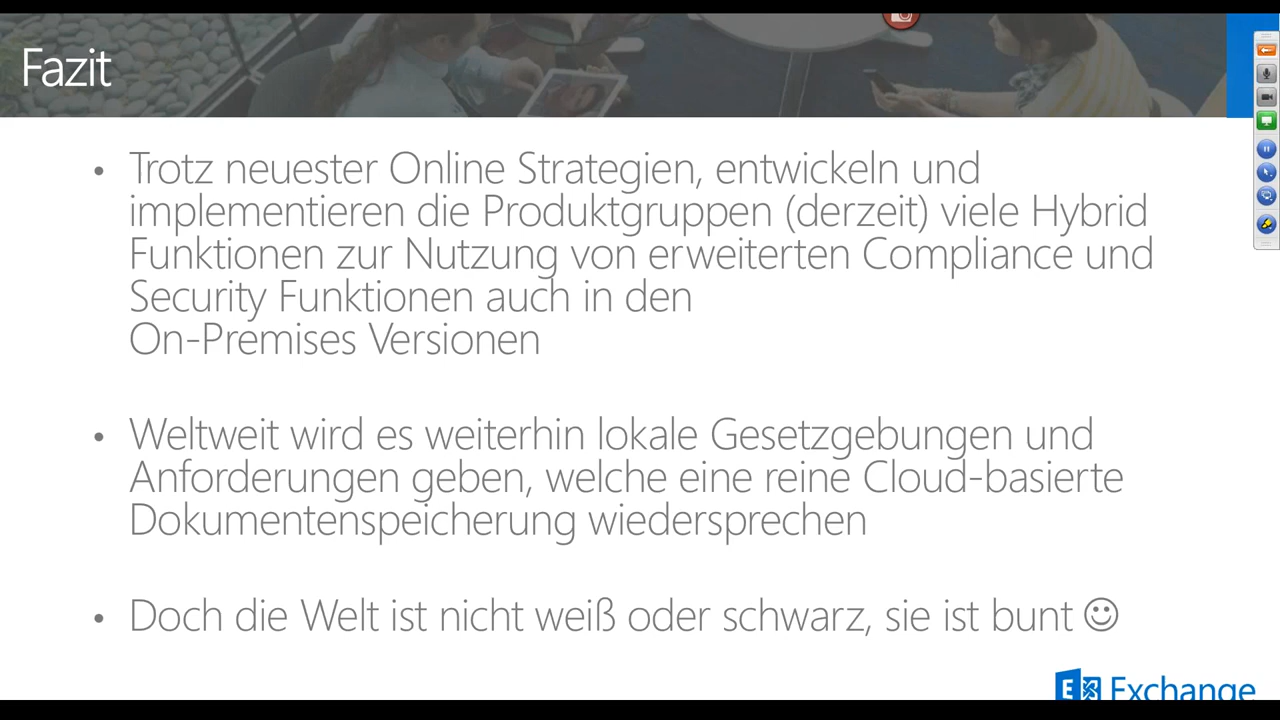 Fazit
• Trotz neuester Online Strategien, entwickeln und
implementieren die Produktgruppen (derzeit) viele Hybrid
Funktionen zur Nutzung von erweiterten Compliance und
Security Funktionen auch in den
On-Premises Versionen
• Weltweit wird es weiterhin lokale Gesetzgebungen und
Anforderungen geben, welche eine reine Cloud-basierte
Dokumentenspeicherung wiedersprechen
• Doch die Welt ist nicht weiß oder schwarz, sie ist bunt ☺
E Exchange